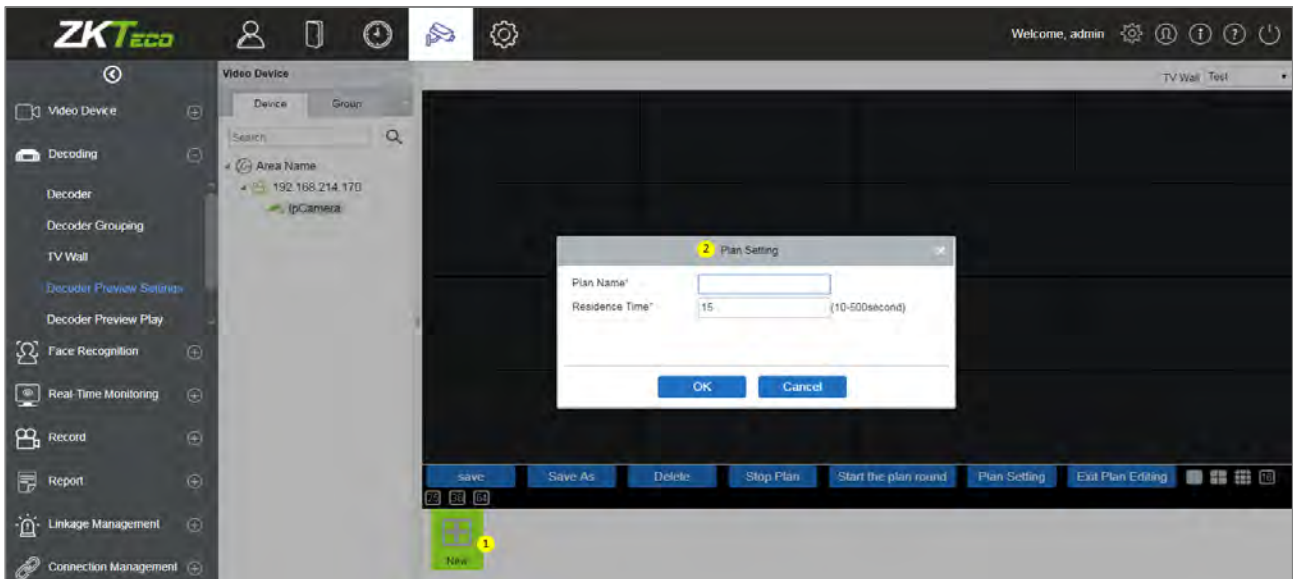 ZKTeco
Welcome, admin
Video Device
Decoding
Decoder
Decoder Grouping
TV Wall
Decoder Preview Settings
Decoder Preview Play
Face Recognition
Real-Time Monitoring
Record
Report
Linkage Management
Connection Management
Video Device
Device Group
Search
Area Name
192.168.214.170
IpCamera
TV Wall Test
2 Plan Setting
Plan Name*
Residence Time* 15 (10-500second)
OK Cancel
save Save As Delete Stop Plan Start the plan round Plan Setting Exit Plan Editing 16
25 36 64
1
New